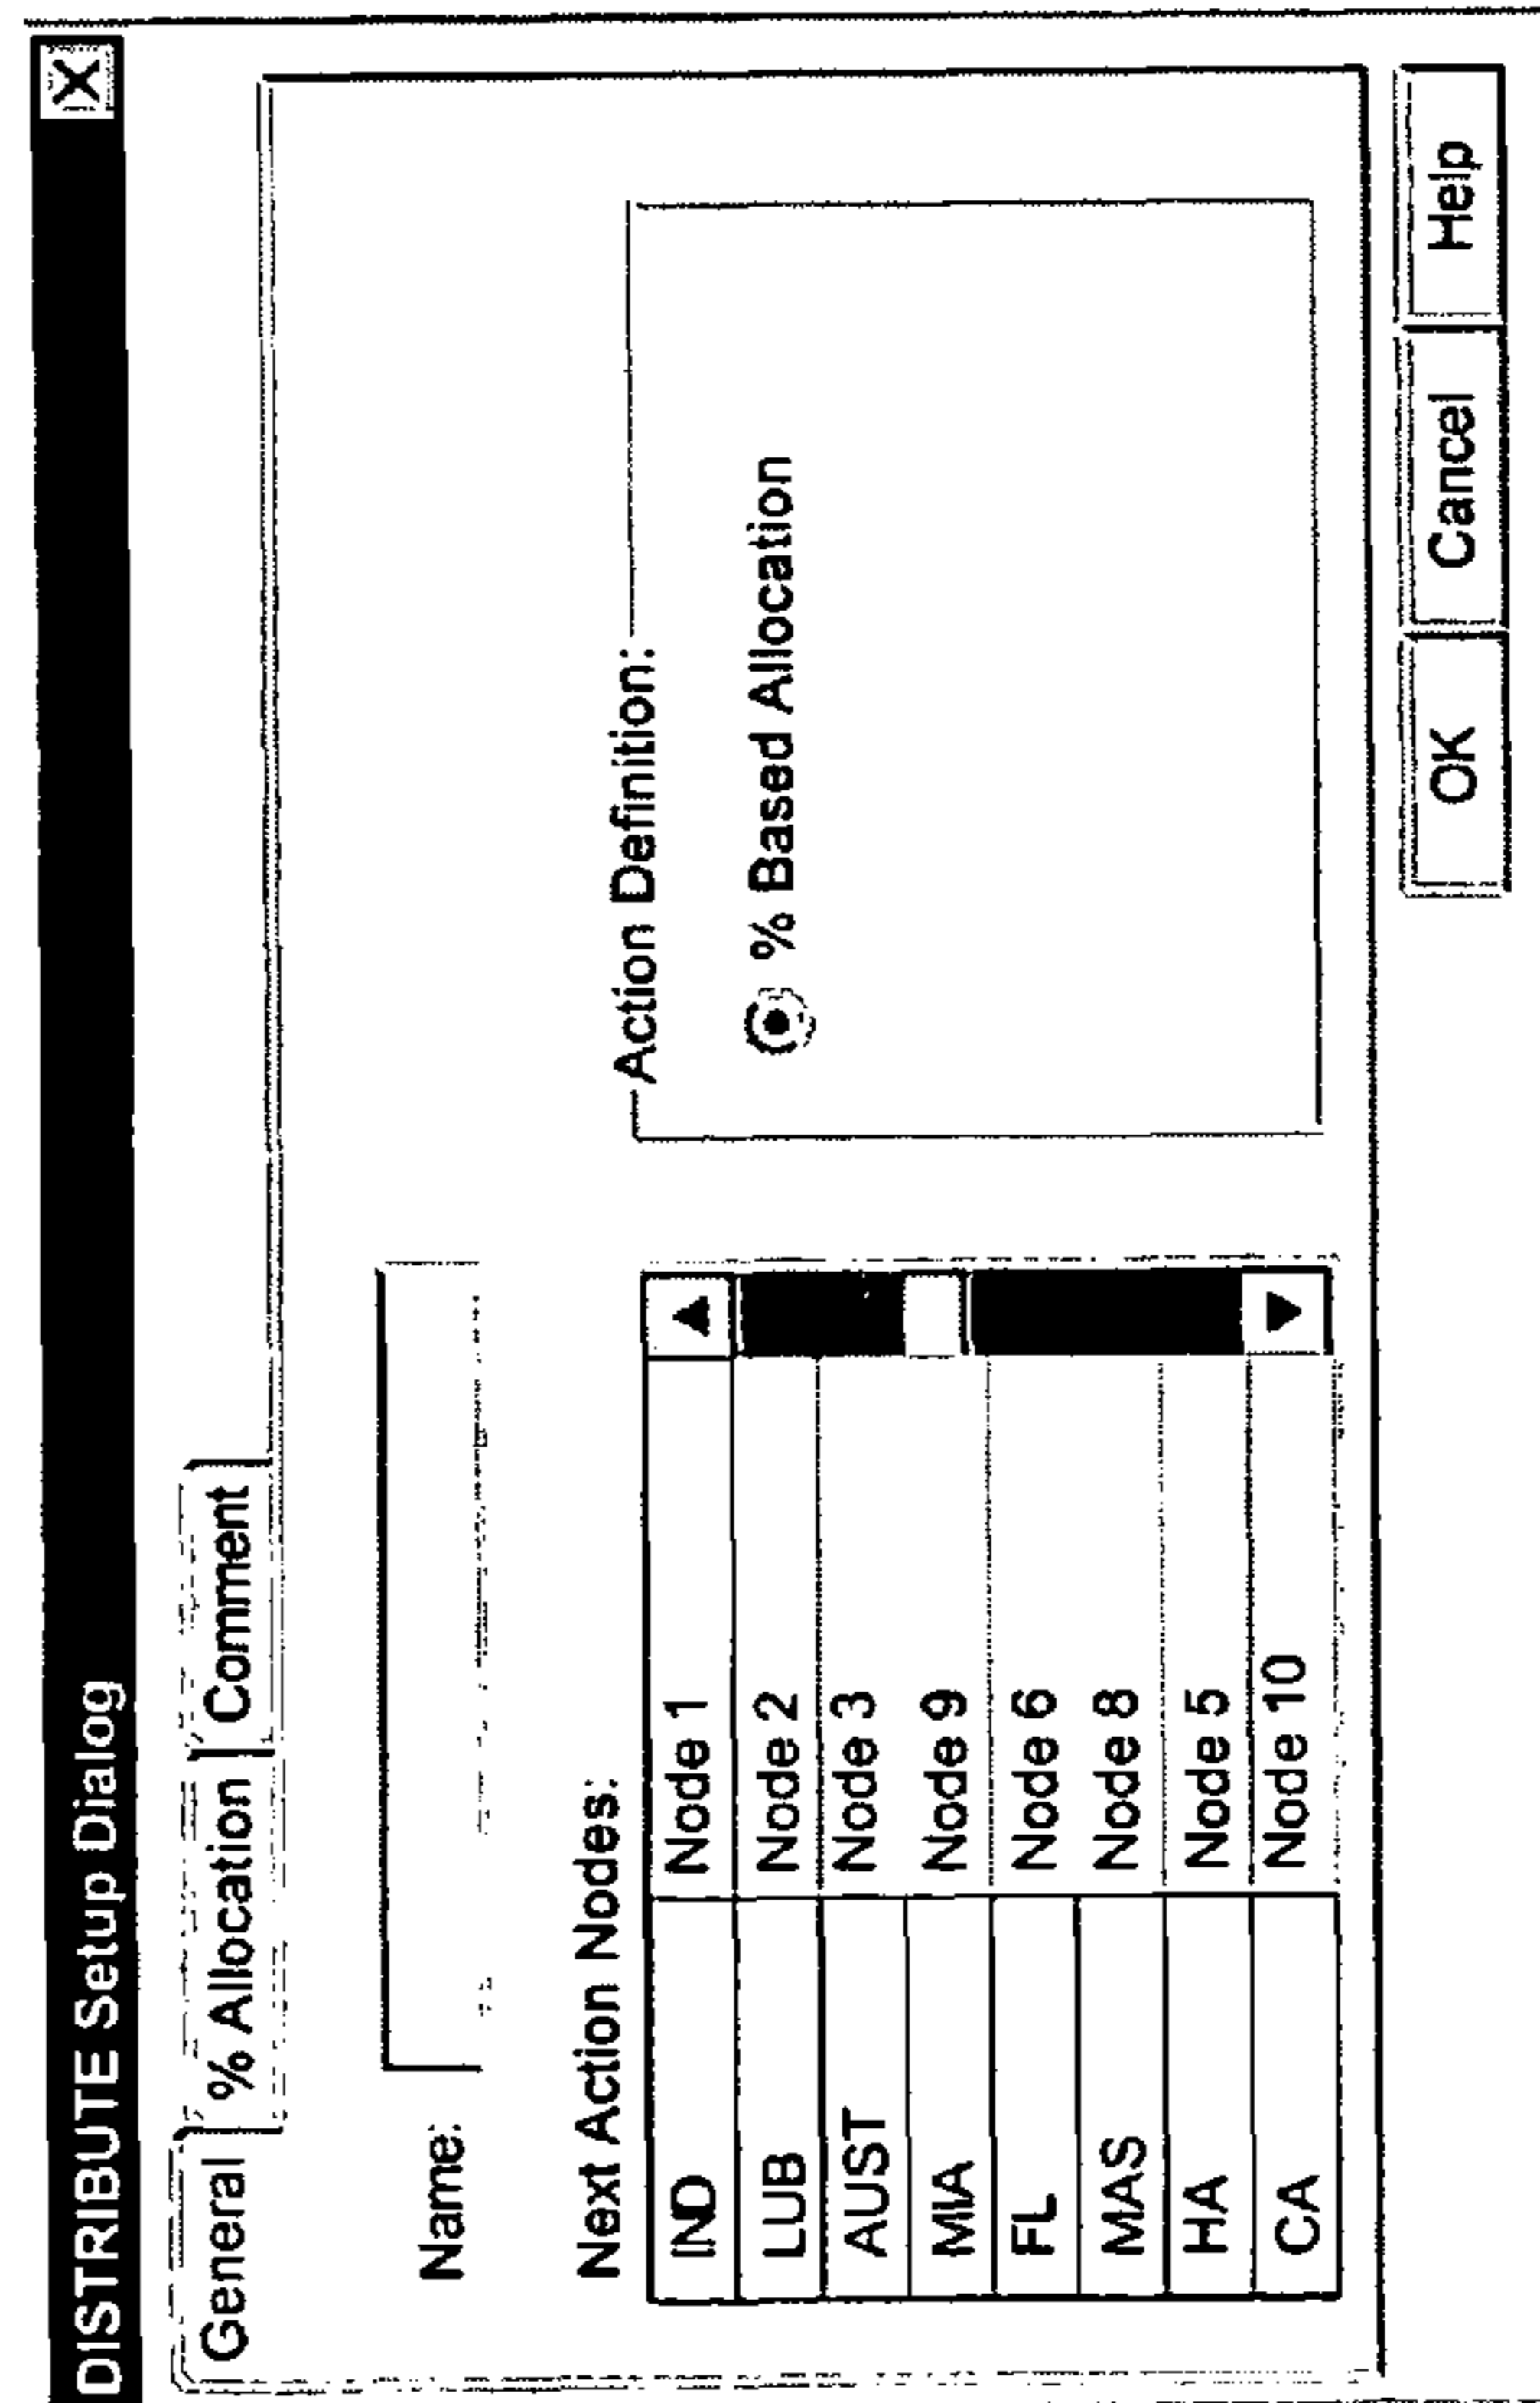 DISTRIBUTE Setup Dialog X
General % Allocation Comment
Name:
Next Action Nodes:
Action Definition:
IND Node 1
LUB Node 2
AUST Node 3
MIA Node 9
FL Node 6
MAS Node 8
HA Node 5
CA Node 10
% Based Allocation
OK Cancel Help